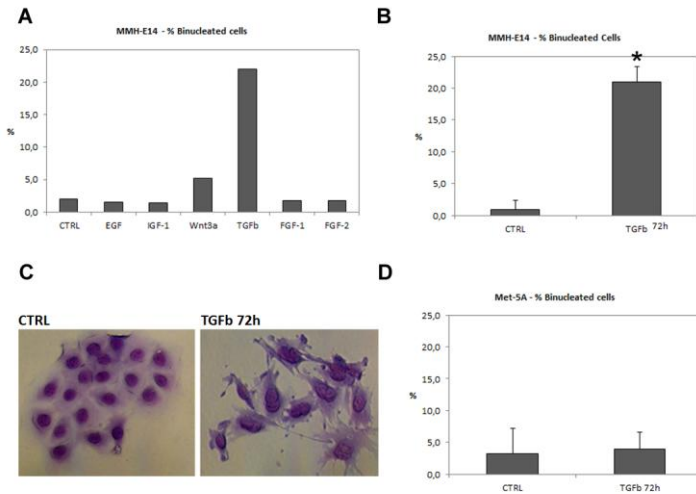 A
MMH-E14 - % Binucleated cells
25,0
20,0
15,0
10,0
5,0
0,0
%
CTRL EGF IGF-1 Wnt3a TGFb FGF-1 FGF-2
B
MMH-E14 - % Binucleated Cells
25,0
20,0
15,0
10,0
5,0
0,0
%
*
CTRL TGFb 72h
C
CTRL TGFb 72h
D
Met-5A - % Binucleated cells
25,0
20,0
15,0
10,0
5,0
0,0
%
CTRL TGFb 72h